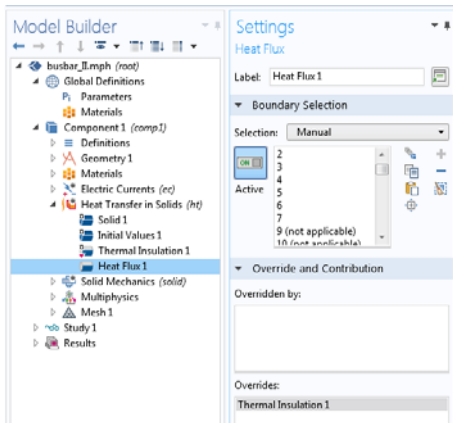 Model Builder
busbar_II.mph (root)
Global Definitions
Pi Parameters
Materials
Component 1 (comp1)
Definitions
Geometry 1
Materials
Electric Currents (ec)
Heat Transfer in Solids (ht)
Solid 1
Initial Values 1
Thermal Insulation 1
Heat Flux 1
Solid Mechanics (solid)
Multiphysics
Mesh 1
Study 1
Results
Settings
Heat Flux
Label: Heat Flux 1
Boundary Selection
Selection: Manual
ON
Active
2
3
4
5
6
7
9 (not applicable)
10 (not applicable)
Override and Contribution
Overridden by:
Overrides:
Thermal Insulation 1